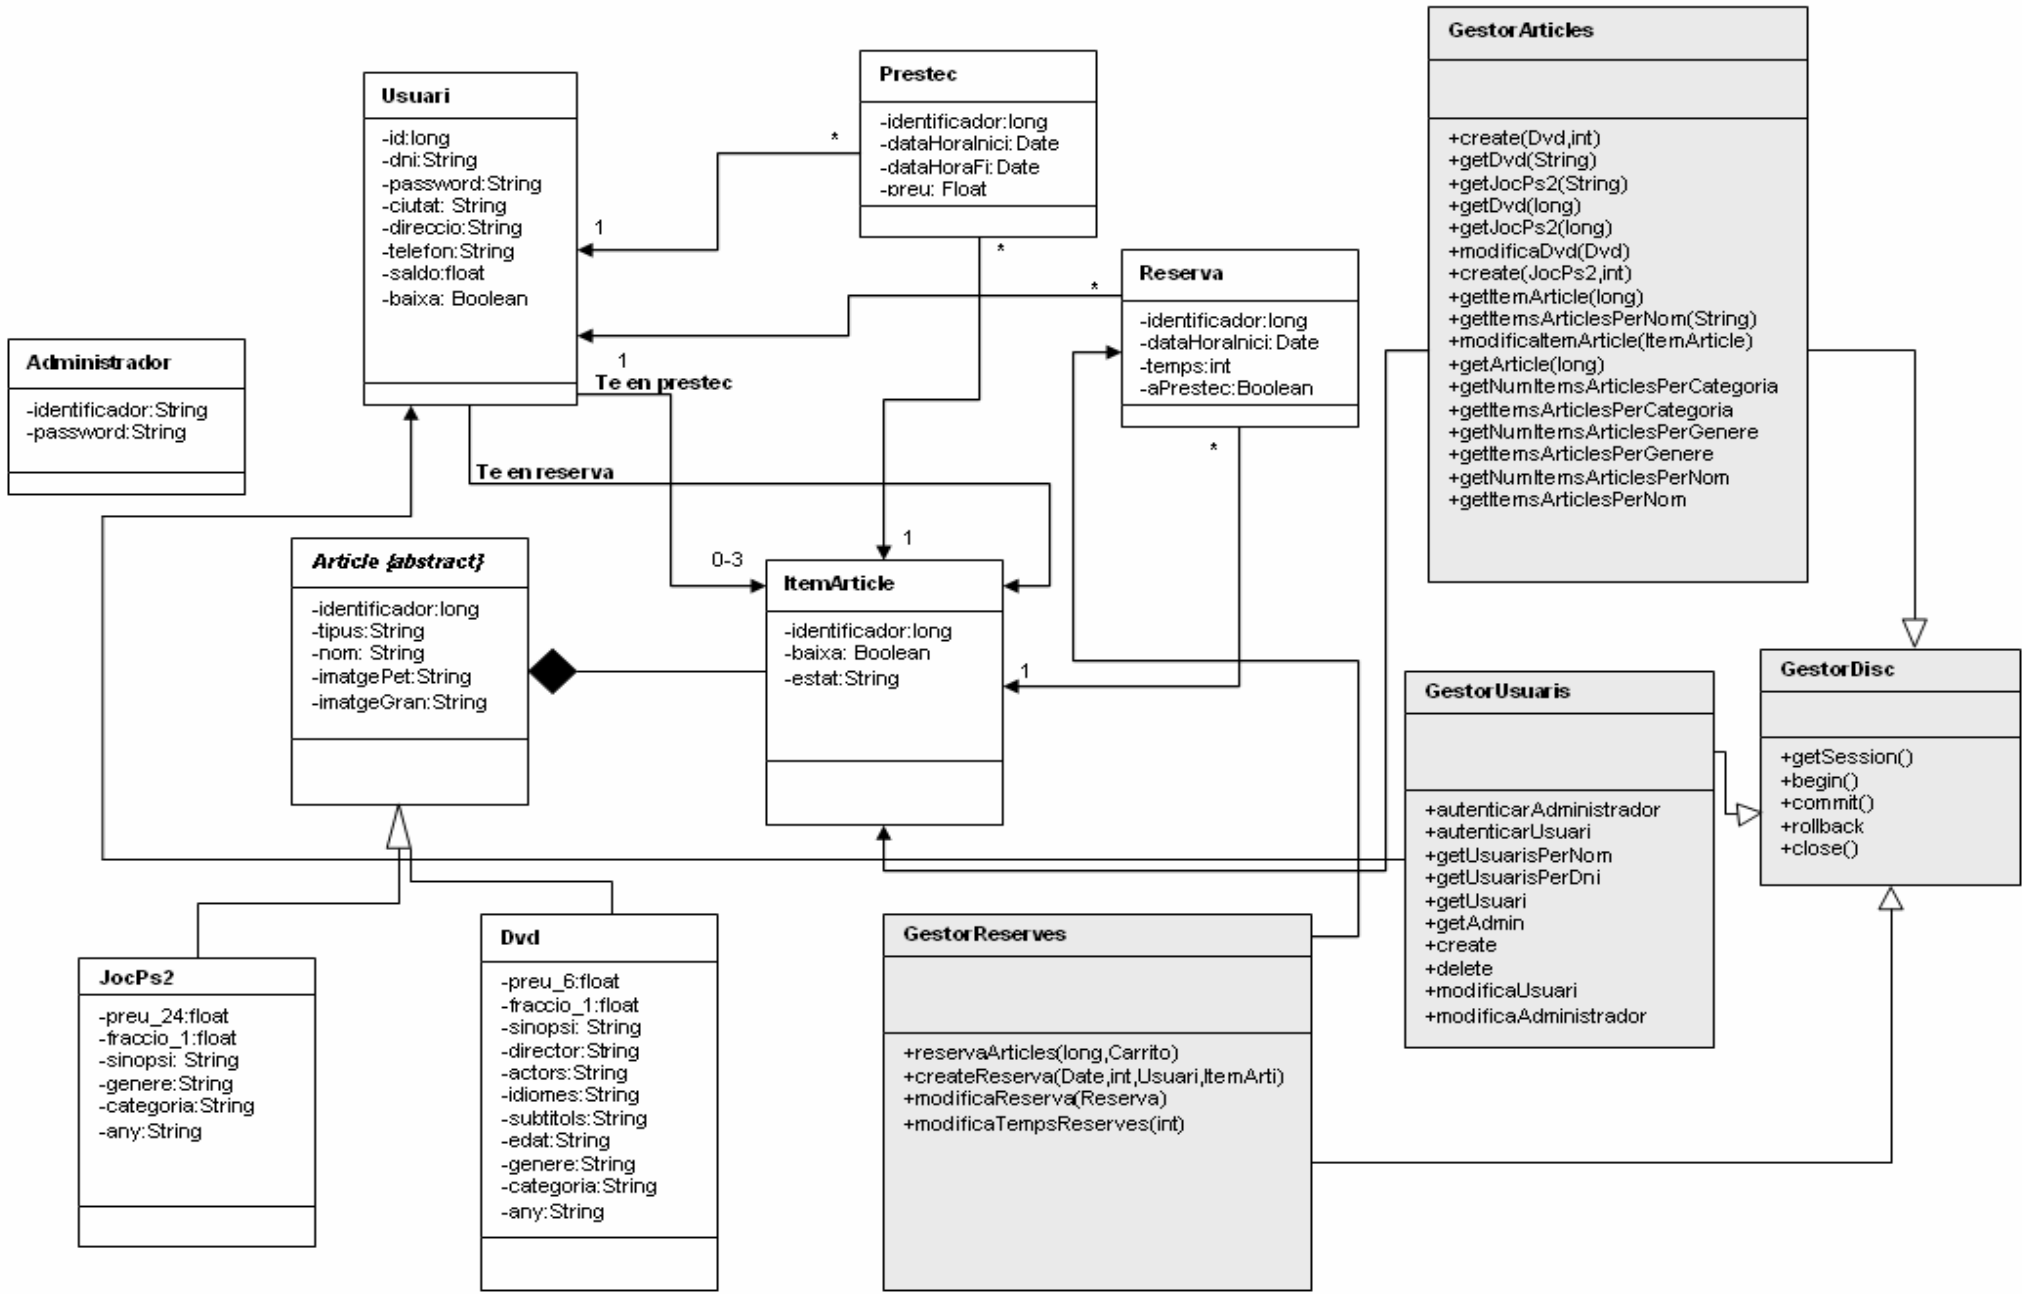 Usuari
-id:long
-dni:String
-password:String
-ciutat: String
-direccio:String
-telefon:String
-saldo:float
-baixa: Boolean
Prestec
-identificador:long
-dataHoraInici:Date
-dataHoraFi:Date
-preu: Float
*
1
*
Reserva
-identificador:long
-dataHoraInici:Date
-temps:int
-aPrestec:Boolean
*
1
*
Te en prestec
Te en reserva
0-3
1
1
Administrador
-identificador:String
-password:String
Article {abstract}
-identificador:long
-tipus:String
-nom: String
-imatgePet:String
-imatgeGran:String
ItemArticle
-identificador:long
-baixa: Boolean
-estat:String
GestorArticles
+create(Dvd,int)
+getDvd(String)
+getJocPs2(String)
+getDvd(long)
+getJocPs2(long)
+modificaDvd(Dvd)
+create(JocPs2,int)
+getItemArticle(long)
+getItemsArticlesPerNom(String)
+modificaItemArticle(ItemArticle)
+getArticle(long)
+getNumItemsArticlesPerCategoria
+getItemsArticlesPerCategoria
+getNumItemsArticlesPerGenere
+getItemsArticlesPerGenere
+getNumItemsArticlesPerNom
+getItemsArticlesPerNom
GestorUsuaris
+autenticarAdministrador
+autenticarUsuari
+getUsuarisPerNom
+getUsuarisPerDni
+getUsuari
+getAdmin
+create
+delete
+modificaUsuari
+modificaAdministrador
GestorDisc
+getSession()
+begin()
+commit()
+rollback
+close()
JocPs2
-preu_24:float
-fraccio_1:float
-sinopsi: String
-genere:String
-categoria:String
-any:String
Dvd
-preu_6:float
-fraccio_1:float
-sinopsi: String
-director:String
-actors:String
-idiomes:String
-subtitols:String
-edat:String
-genere:String
-categoria:String
-any:String
GestorReserves
+reservaArticles(long,Carrito)
+createReserva(Date,int,Usuari,ItemArti)
+modificaReserva(Reserva)
+modificaTempsReserves(int)